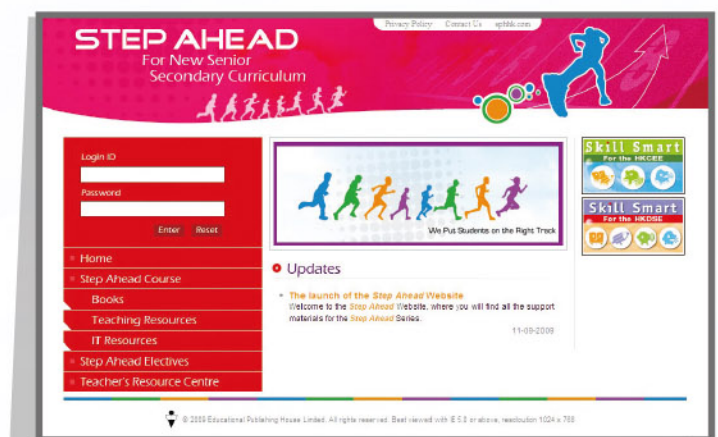 Privacy Policy Contact Us ephhk.com
STEP AHEAD
For New Senior
Secondary Curriculum
Login ID
Password
Enter Reset
Home
Step Ahead Course
Books
Teaching Resources
IT Resources
Step Ahead Electives
Teacher's Resource Centre
We Put Students on the Right Track
Updates
The launch of the Step Ahead Website
Welcome to the Step Ahead Website, where you will find all the support
materials for the Step Ahead Series.
11-09-2009
Skill Smart
For the HKCEE
Skill Smart
For the HKDSE
© 2009 Educational Publishing House Limited. All rights reserved. Best viewed with IE 5.0 or above, resoloution 1024 x 768